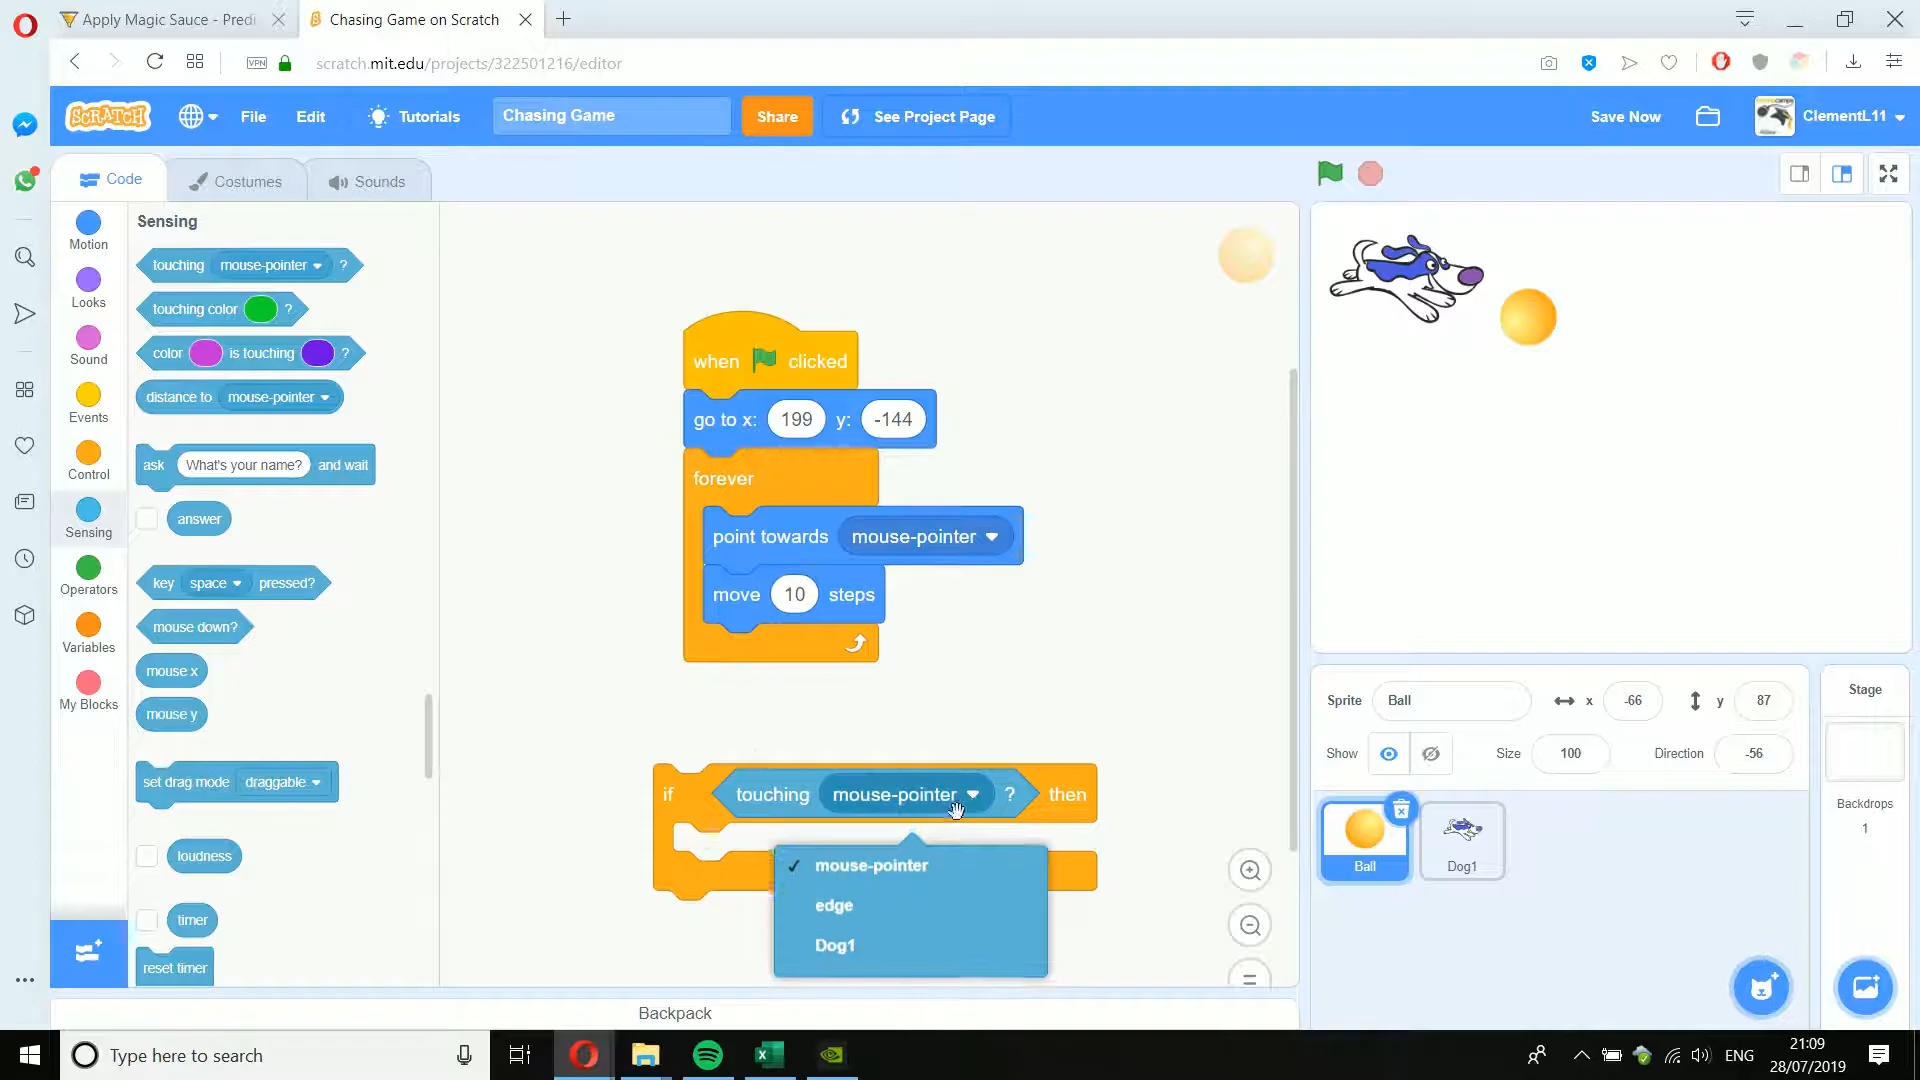 Apply Magic Sauce - Predi
Chasing Game on Scratch
VPN
scratch.mit.edu/projects/322501216/editor
SCRATCH
File
Edit
Tutorials
Chasing Game
Share
See Project Page
Save Now
ClementL11
Code
Costumes
Sounds
Motion
Looks
Sound
Events
Control
Sensing
Operators
Variables
My Blocks
Sensing
touching mouse-pointer ?
touching color ?
color is touching ?
distance to mouse-pointer
ask What's your name? and wait
answer
key space pressed?
mouse down?
mouse x
mouse y
set drag mode draggable
loudness
timer
reset timer
when clicked
go to x: 199 y: -144
forever
point towards mouse-pointer
move 10 steps
if touching mouse-pointer ? then
✓ mouse-pointer
edge
Dog1
Backpack
Sprite Ball x -66 y 87
Show Size 100 Direction -56
Ball
Dog1
Stage
Backdrops
1
Type here to search
ENG
21:09
28/07/2019